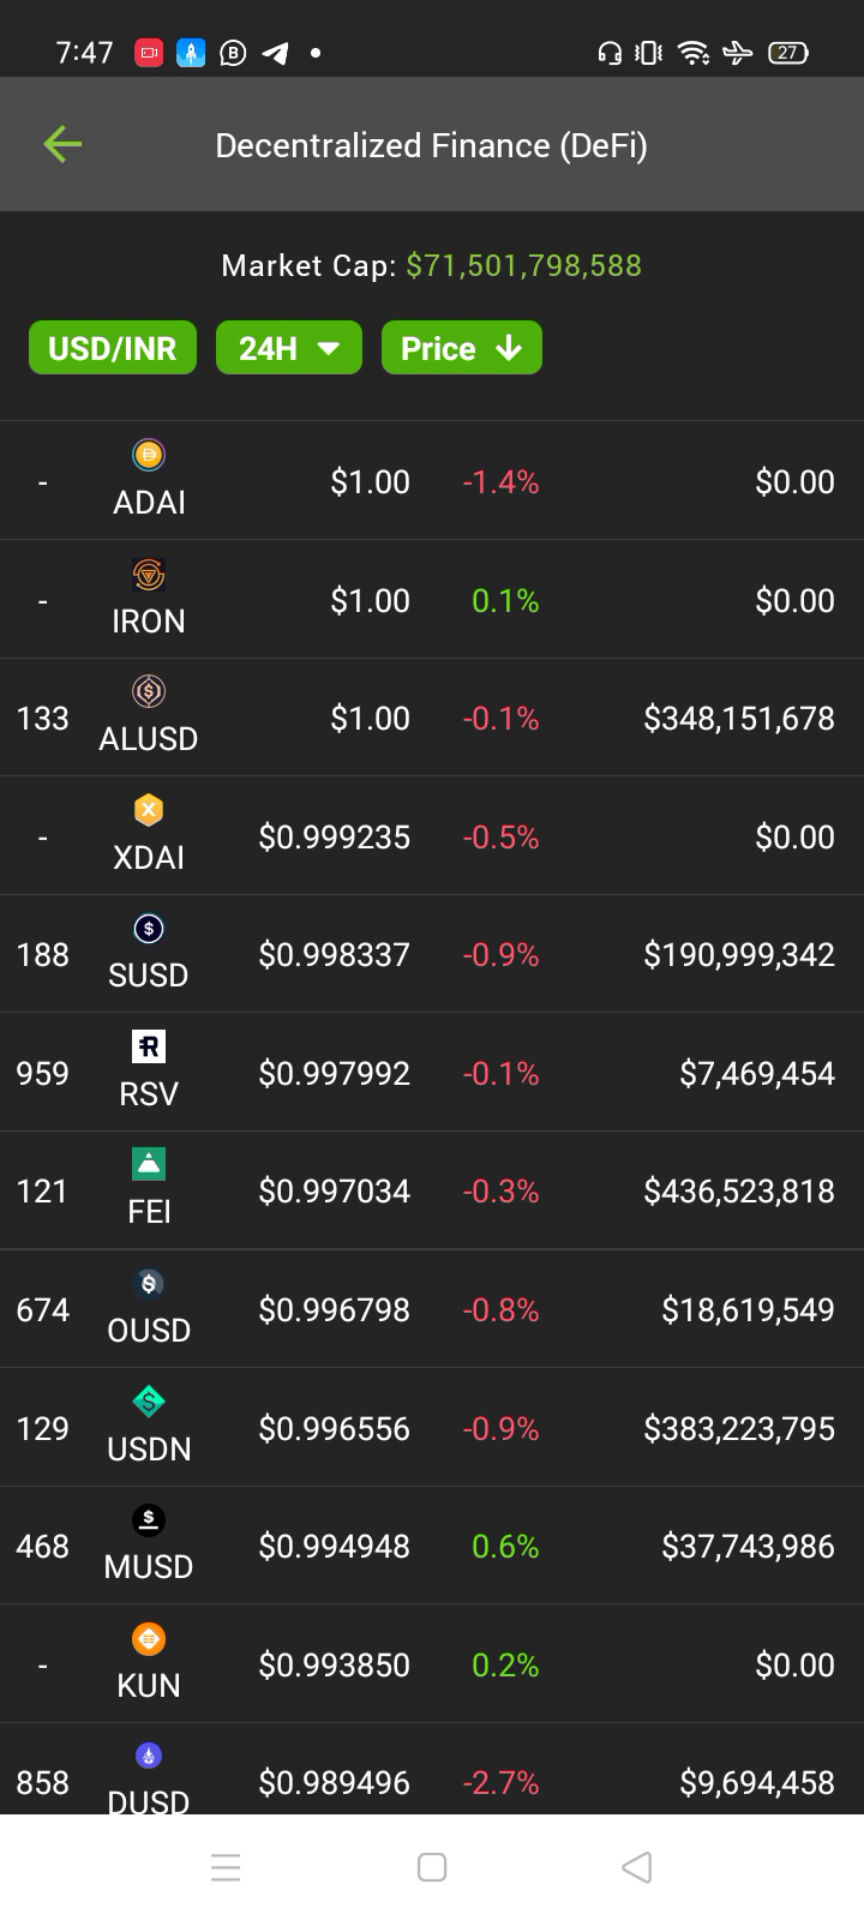 7:47 27
Decentralized Finance (DeFi)
Market Cap: $71,501,798,588
USD/INR 24H Price
- ADAI $1.00 -1.4% $0.00
- IRON $1.00 0.1% $0.00
133 ALUSD $1.00 -0.1% $348,151,678
- XDAI $0.999235 -0.5% $0.00
188 SUSD $0.998337 -0.9% $190,999,342
959 RSV $0.997992 -0.1% $7,469,454
121 FEI $0.997034 -0.3% $436,523,818
674 OUSD $0.996798 -0.8% $18,619,549
129 USDN $0.996556 -0.9% $383,223,795
468 MUSD $0.994948 0.6% $37,743,986
- KUN $0.993850 0.2% $0.00
858 DUSD $0.989496 -2.7% $9,694,458